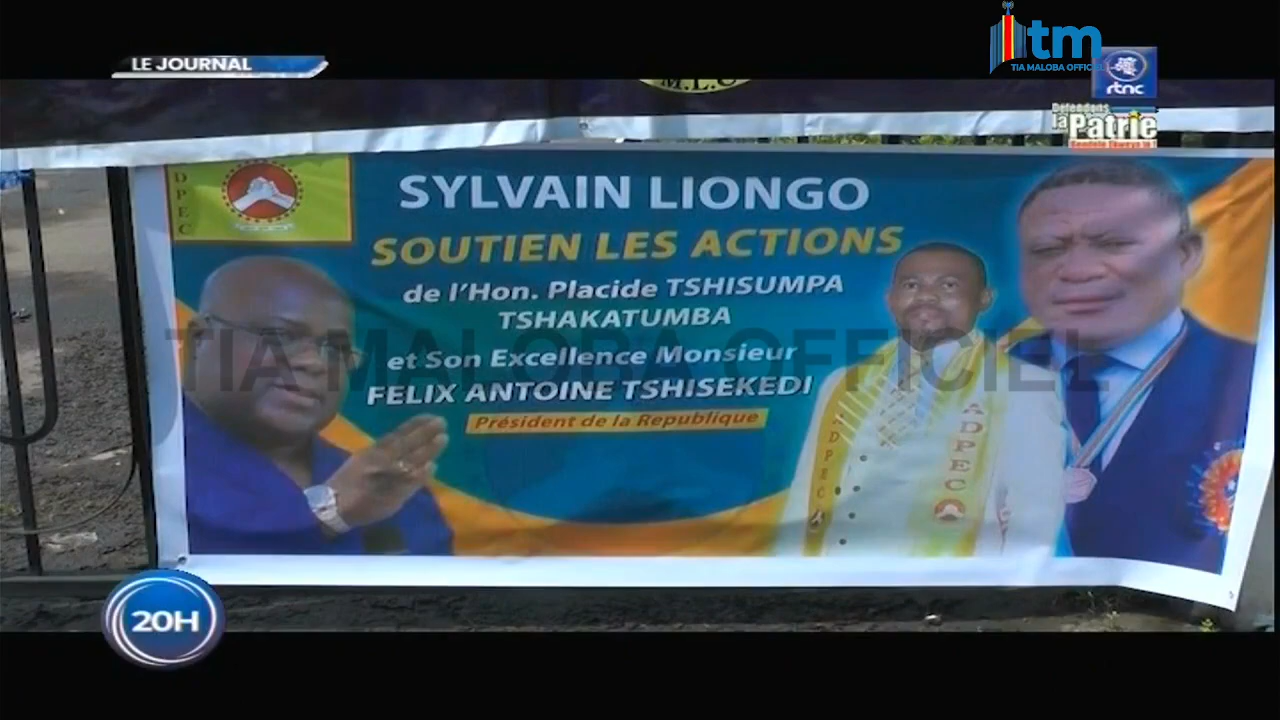 LE JOURNAL
tm
TIA MALOBA OFFICIEL
rtnc
Défendons
la Patrie
M.L.C
DPEC
SYLVAIN LIONGO
SOUTIEN LES ACTIONS
de l'Hon. Placide TSHISUMPA
TSHAKATUMBA
et Son Excellence Monsieur
FELIX ANTOINE TSHISEKEDI
Président de la Republique
ADPEC
ADPEC
TIA MALOBA OFFICIEL
20H